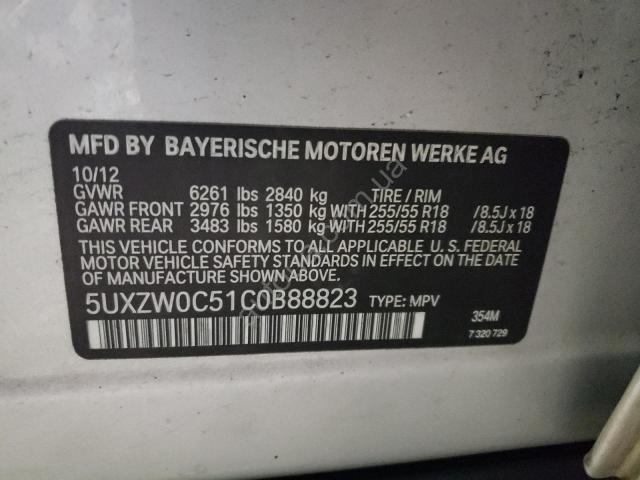 MFD BY BAYERISCHE MOTOREN WERKE AG
10/12
GVWR 6261 lbs 2840 kg TIRE / RIM
GAWR FRONT 2976 lbs 1350 kg WITH 255/55 R18 /8.5J x 18
GAWR REAR 3483 lbs 1580 kg WITH 255/55 R18 /8.5J x 18
THIS VEHICLE CONFORMS TO ALL APPLICABLE U. S. FEDERAL
MOTOR VEHICLE SAFETY STANDARDS IN EFFECT ON THE DATE
OF MANUFACTURE SHOWN ABOVE.
5UXZW0C51C0B88823 TYPE: MPV
354M
7 320 729